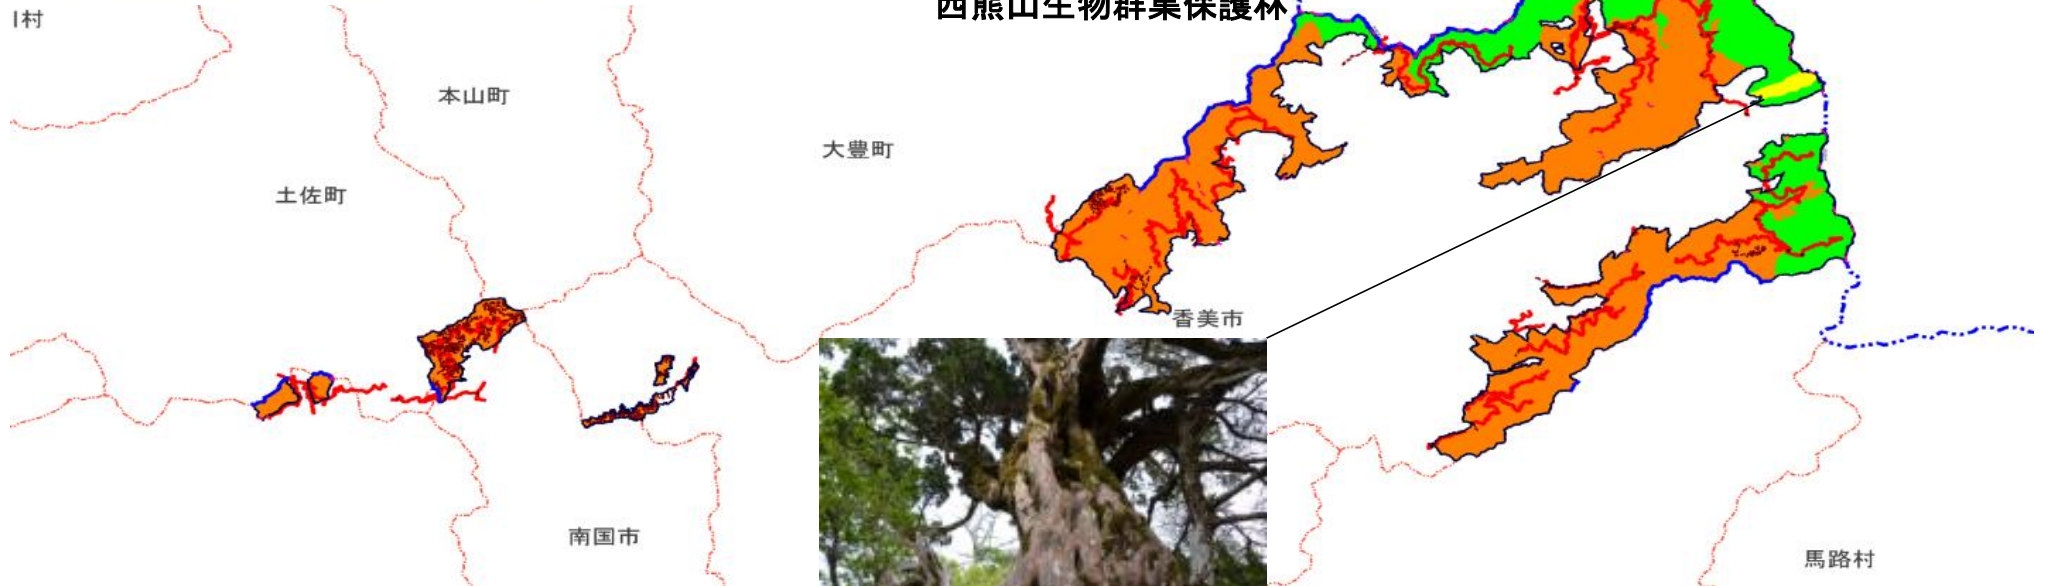 西熊山生物群集保護林
村
本山町
大豊町
土佐町
香美市
南国市
馬路村